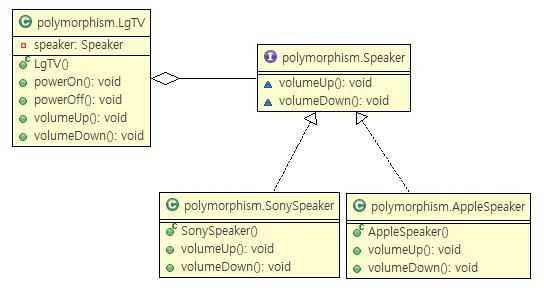 polymorphism.LgTV
speaker: Speaker
LgTV()
powerOn(): void
powerOff(): void
volumeUp(): void
volumeDown(): void
polymorphism.Speaker
volumeUp(): void
volumeDown(): void
polymorphism.SonySpeaker
SonySpeaker()
volumeUp(): void
volumeDown(): void
polymorphism.AppleSpeaker
AppleSpeaker()
volumeUp(): void
volumeDown(): void